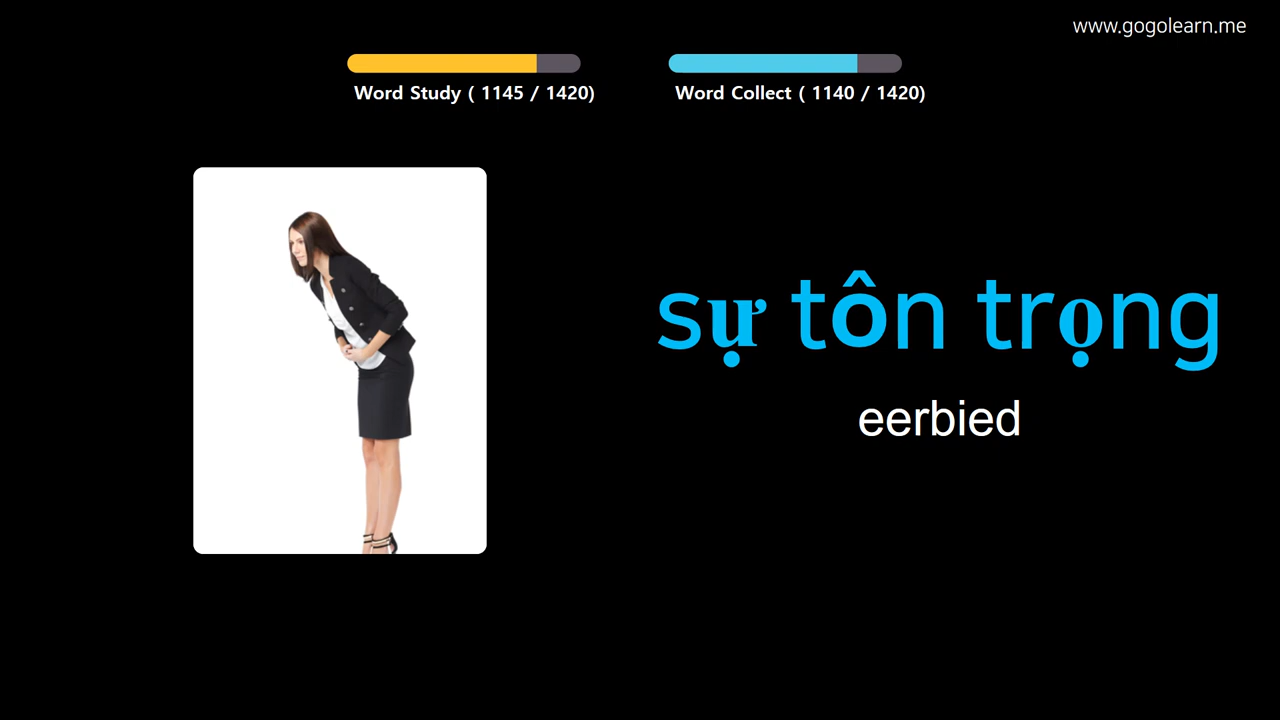 www.gogolearn.me
Word Study ( 1145 / 1420)
Word Collect ( 1140 / 1420)
sự tôn trọng
eerbied